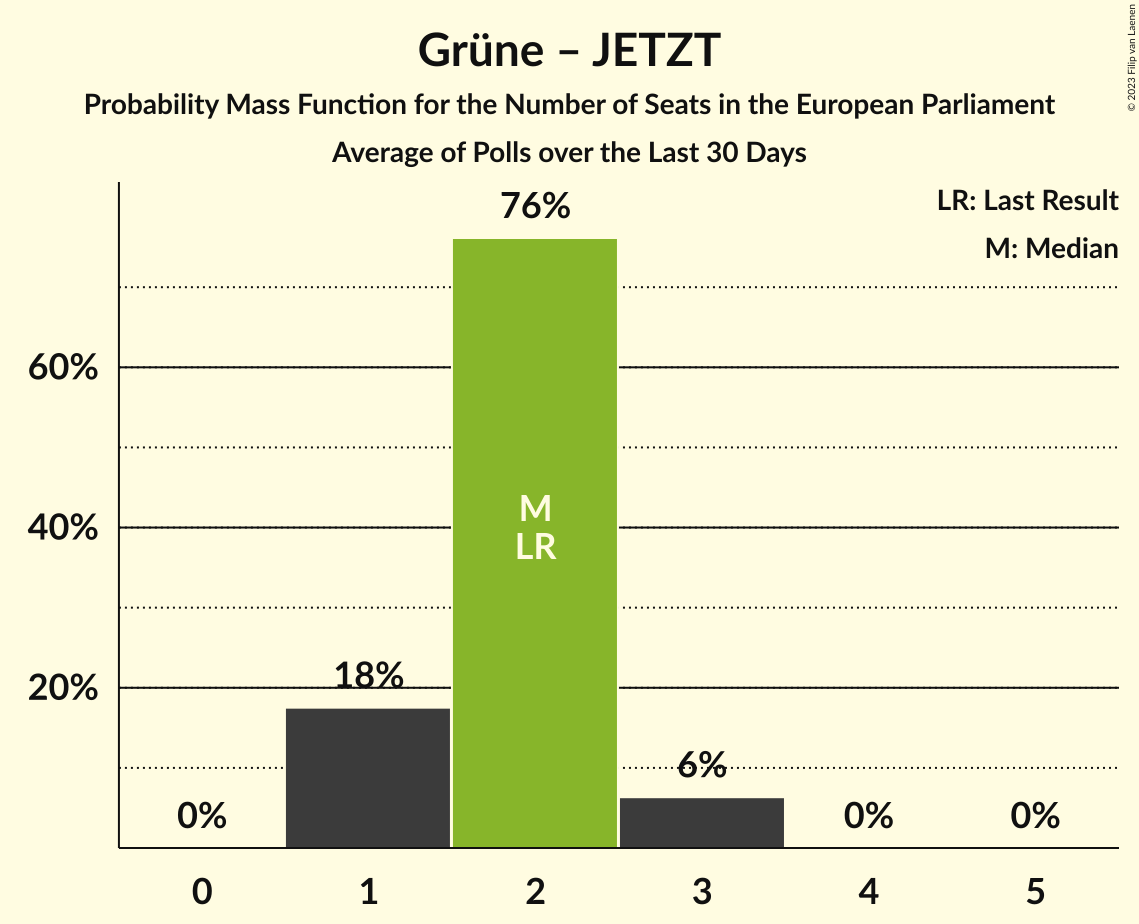 Grüne – JETZT
Probability Mass Function for the Number of Seats in the European Parliament
Average of Polls over the Last 30 Days
© 2023 Filip van Laenen
LR: Last Result
M: Median
76%
60%
M
40%
LR
18%
20%
6%
0%
0%
0%
0 1 2 3 4 5